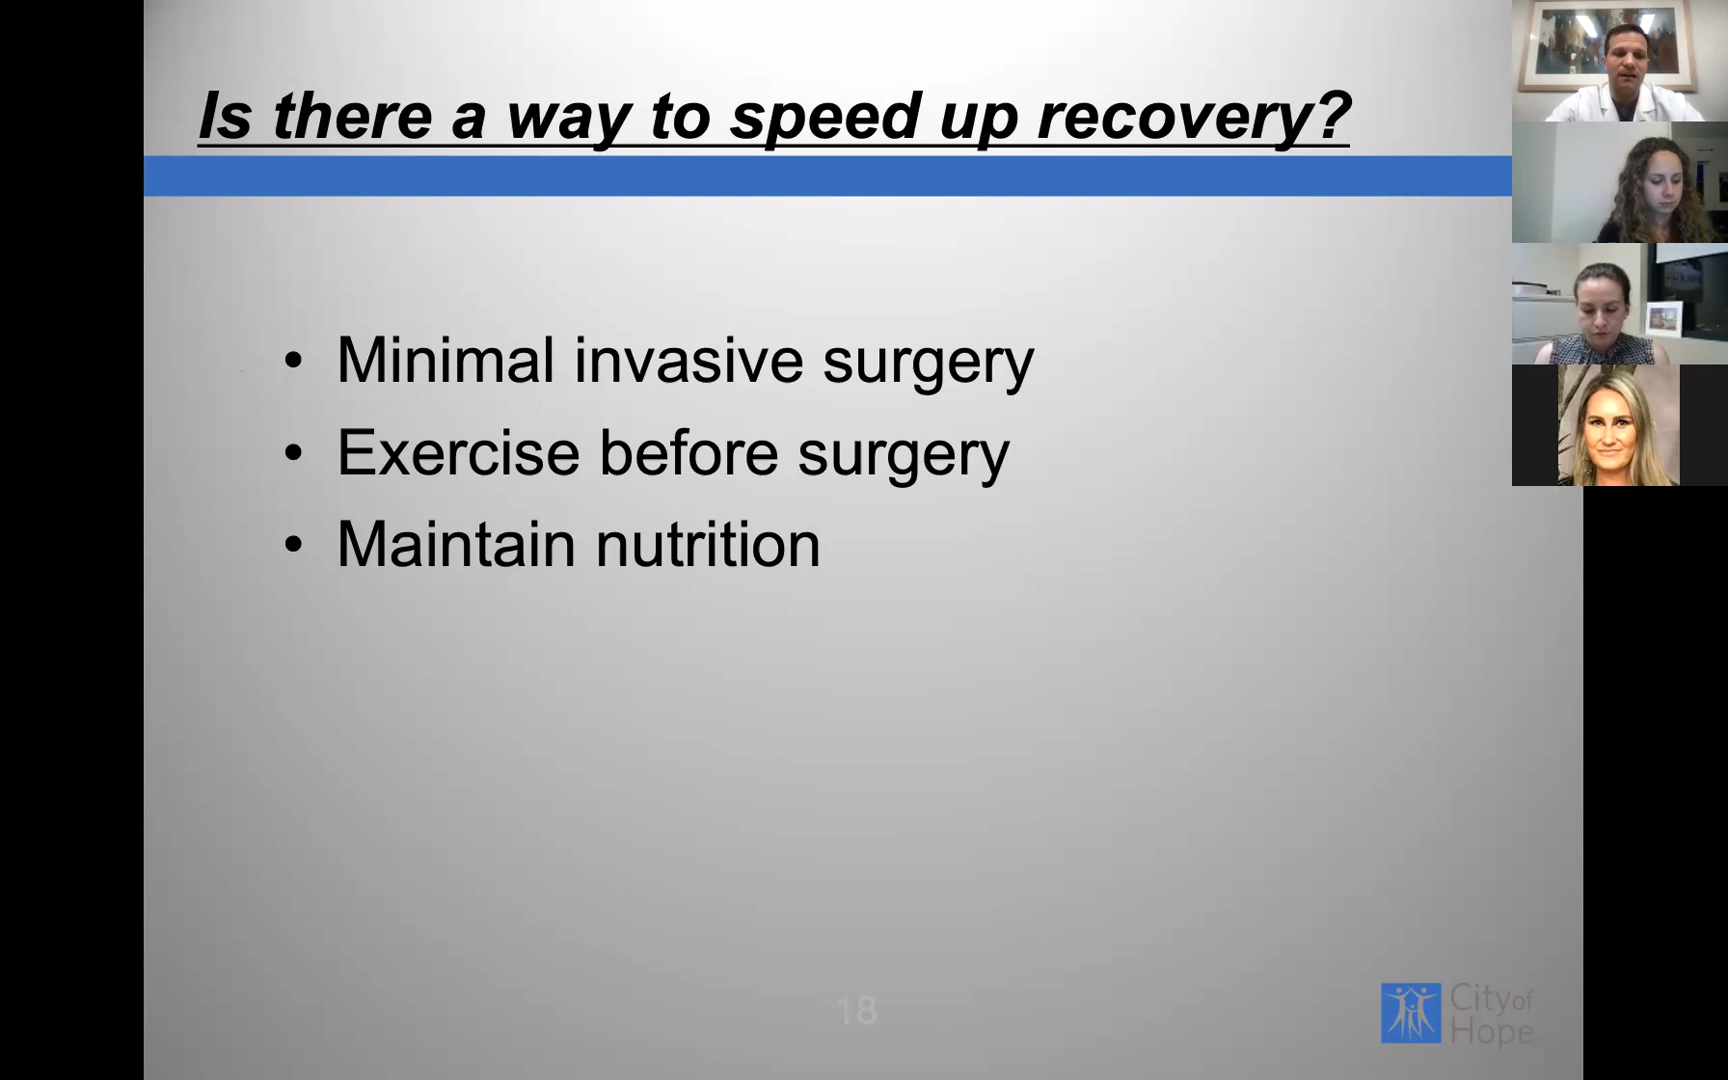 Is there a way to speed up recovery?
• Minimal invasive surgery
• Exercise before surgery
• Maintain nutrition
18
City of
Hope